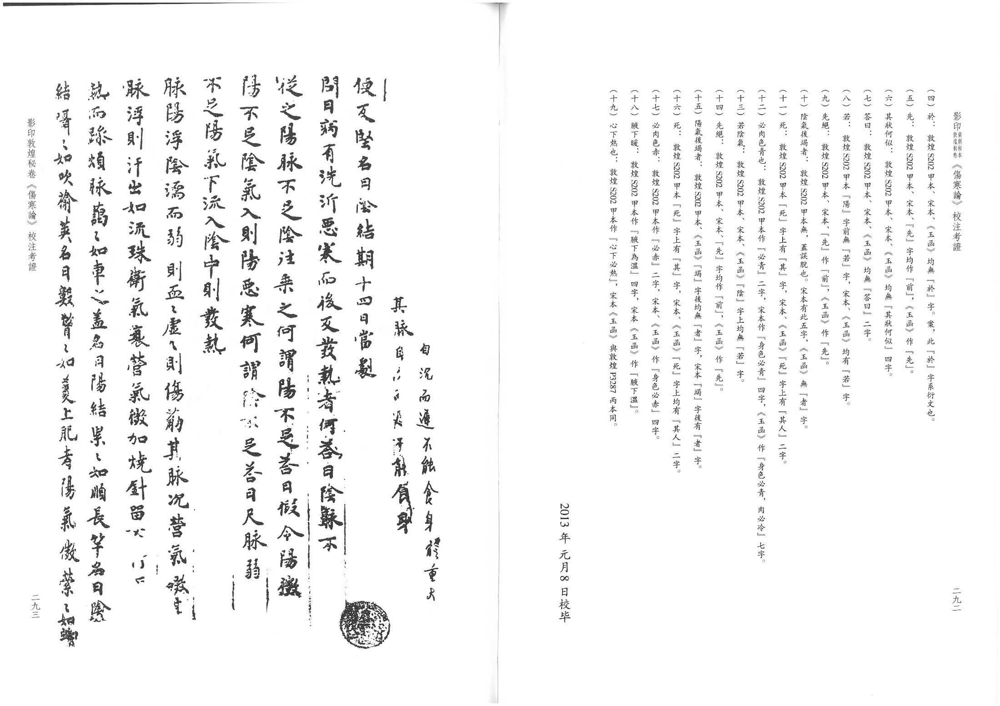 影印南朝秘本敦煌秘卷《傷寒論》校注考證
二九二
（四）於：敦煌S202甲本、宋本、《玉函》均無『於』字。案，此『於』字系衍文也。
（五）先：敦煌S202甲本、宋本、『先』字均作『前』，《玉函》作『先』。
（六）其狀何似：敦煌S202甲本、宋本、《玉函》均無『其狀何似』四字。
（七）答曰：敦煌S202甲本、宋本、《玉函》均無『答曰』二字。
（八）若：敦煌S202甲本『陽』字前無『若』字，宋本、《玉函》均有『若』字。
（九）先絕：敦煌S202甲本、宋本、『先』作『前』，《玉函》作『先』。
（十）陰氣後竭者：敦煌S202甲本無，蓋誤脫也。宋本有此五字，《玉函》無『者』字。
（十一）死：敦煌S202甲本『死』字上有『其』字，宋本、《玉函》『死』字上有『其人』二字。
（十二）必肉色青也：敦煌S202甲本作『必青』二字，宋本作『身色必青』四字，《玉函》作『身色必青，肉必冷』七字。
（十三）若陰氣：敦煌S202甲本、宋本、《玉函》『陰』字上均無『若』字。
（十四）先絕：敦煌S202甲本、宋本、『先』字均作『前』，《玉函》作『先』。
（十五）陽氣後竭者：敦煌S202甲本、《玉函》『竭』字後均無『者』字，宋本『竭』字後有『者』字。
（十六）死：敦煌S202甲本『死』字上有『其』字，宋本、《玉函》『死』字上均有『其人』二字。
（十七）必肉色赤：敦煌S202甲本作『必赤』二字，宋本、《玉函》作『身色必赤』四字。
（十八）腋下暖：敦煌S202甲本作『腋下為溫』四字，宋本《玉函》作『腋下溫』。
（十九）心下熱也：敦煌S202甲本作『心下必熱』，宋本《玉函》與敦煌P3287丙本同。
2013年元月8日校毕
自沉而遲不能食身體重大
其脉 能食身
便反堅名曰陰結期十四日當劇
問曰病有洗沂惡寒而後反發熱者何荅曰陰脉不
從之陽脉不足陰往乘之何謂陽不足荅曰假令陽微
陽不足陰氣入則陽惡寒何謂陰不足荅曰尺脉弱
不足陽氣下流入陰中則發熱
脉陽浮陰濡而弱則血〻虛〻則傷筋其脉沉營氣微
脉浮則汗出如流珠衛氣衰營氣微加燒針留
熱而躁煩脉藹〻如車之蓋名曰陽結累〻如順長竿名曰陰
結囁〻如吹榆莢名曰數瞥〻如羹上肥者陽氣微縈〻如
影印敦煌秘卷《傷寒論》校注考證
二九三